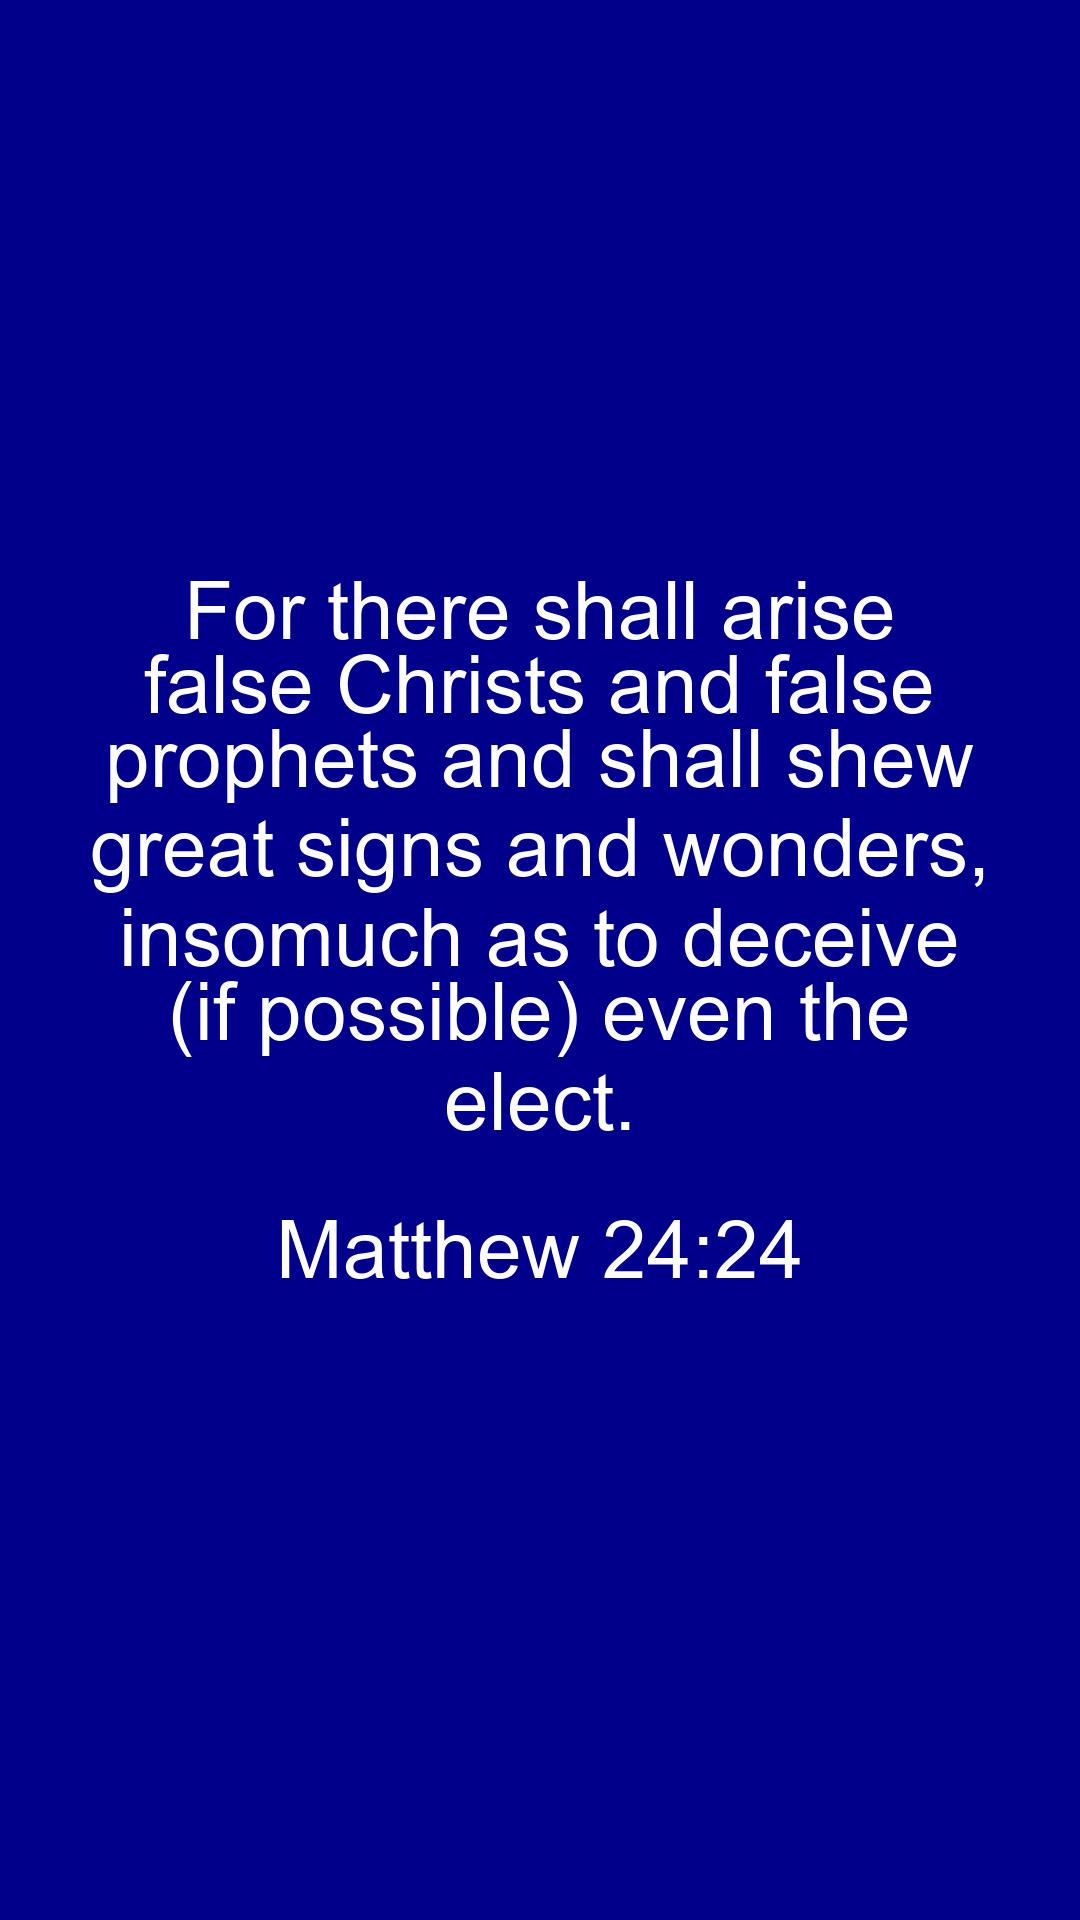 For there shall arise
false Christs and false
prophets and shall shew
great signs and wonders,
insomuch as to deceive
(if possible) even the
elect.
Matthew 24:24